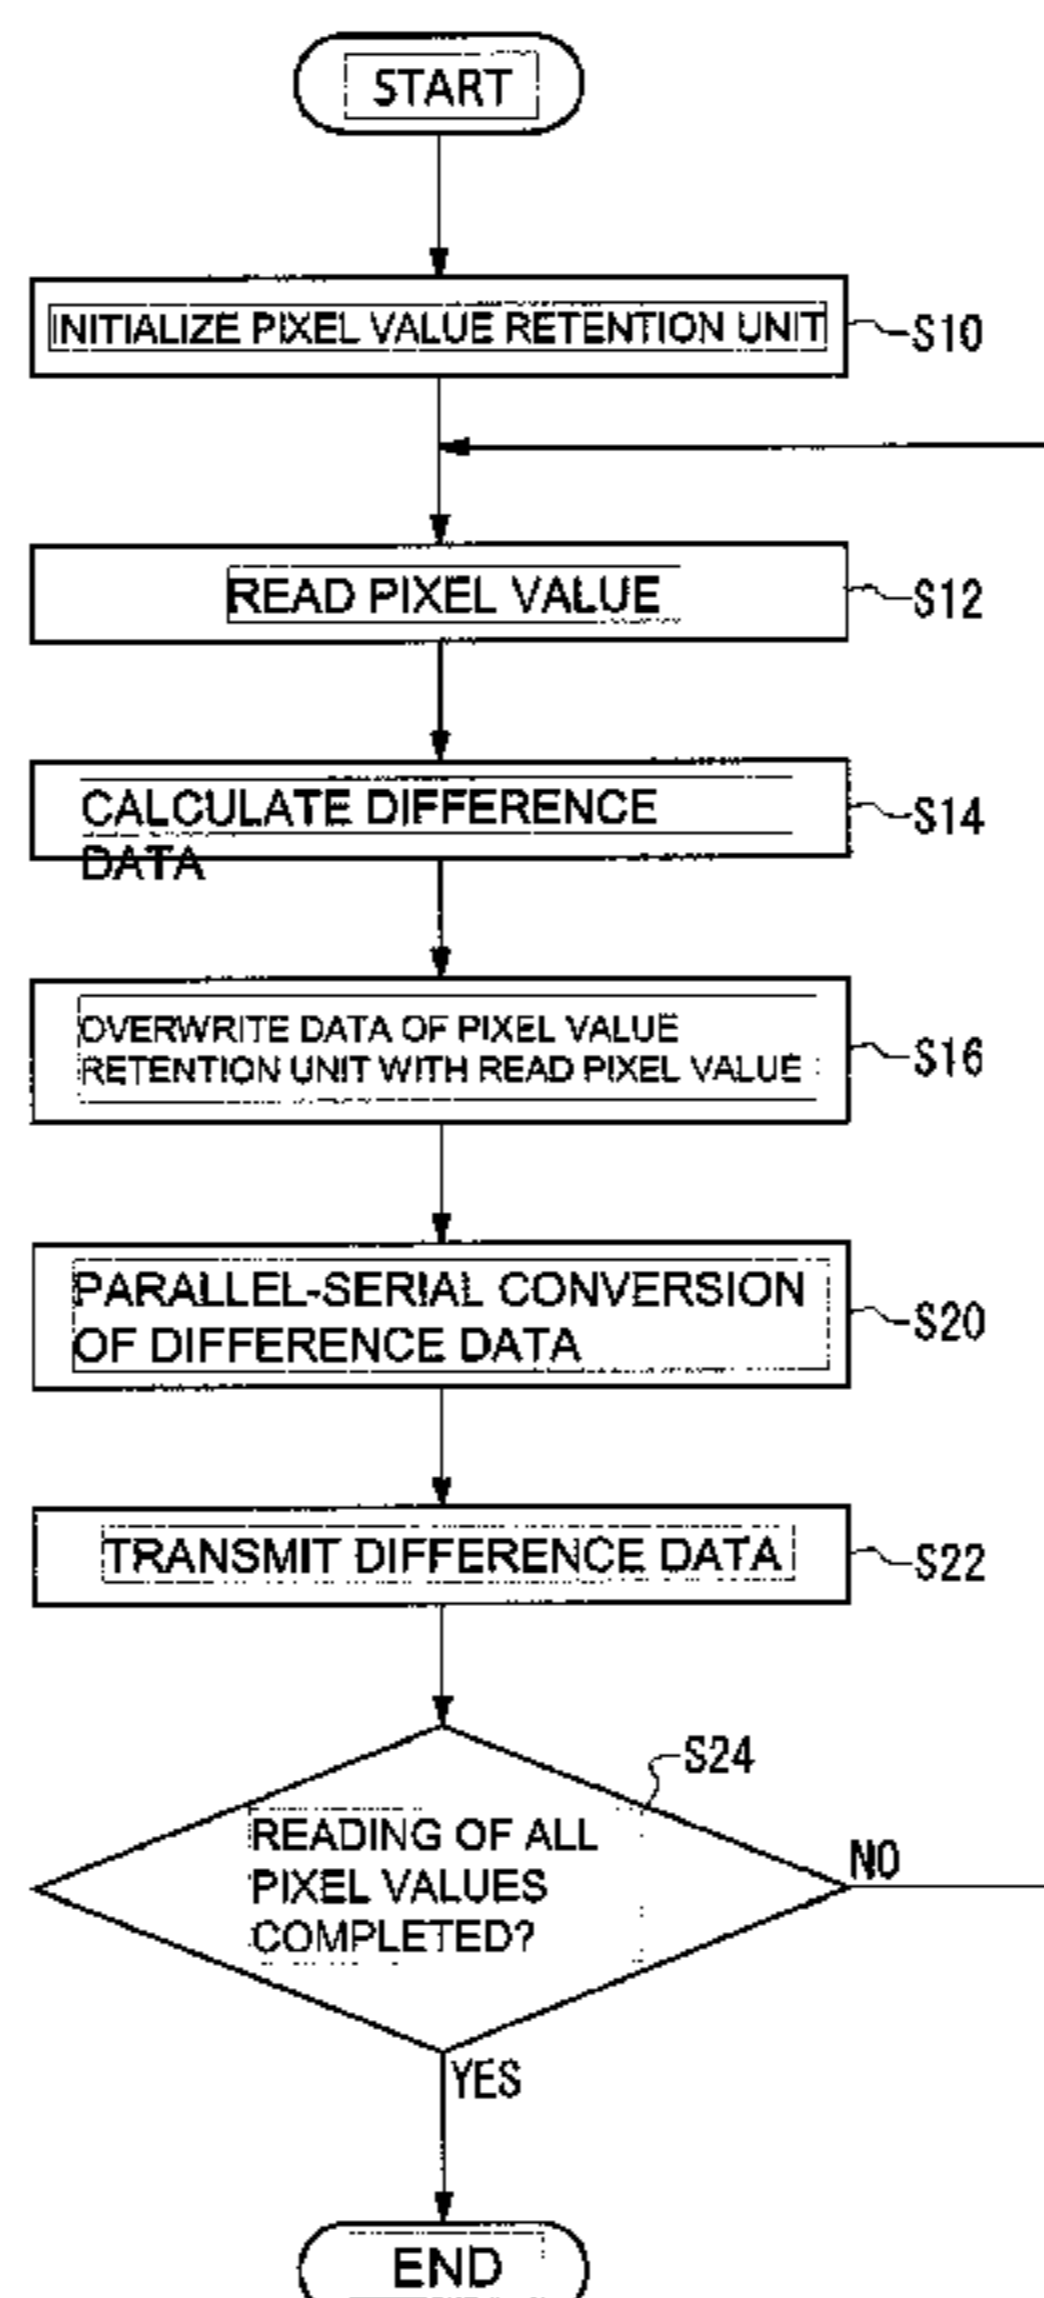 START
INITIALIZE PIXEL VALUE RETENTION UNIT
S10
READ PIXEL VALUE
S12
CALCULATE DIFFERENCE
DATA
S14
OVERWRITE DATA OF PIXEL VALUE
RETENTION UNIT WITH READ PIXEL VALUE
S16
PARALLEL-SERIAL CONVERSION
OF DIFFERENCE DATA
S20
TRANSMIT DIFFERENCE DATA
S22
S24
READING OF ALL
PIXEL VALUES
COMPLETED?
NO
YES
END